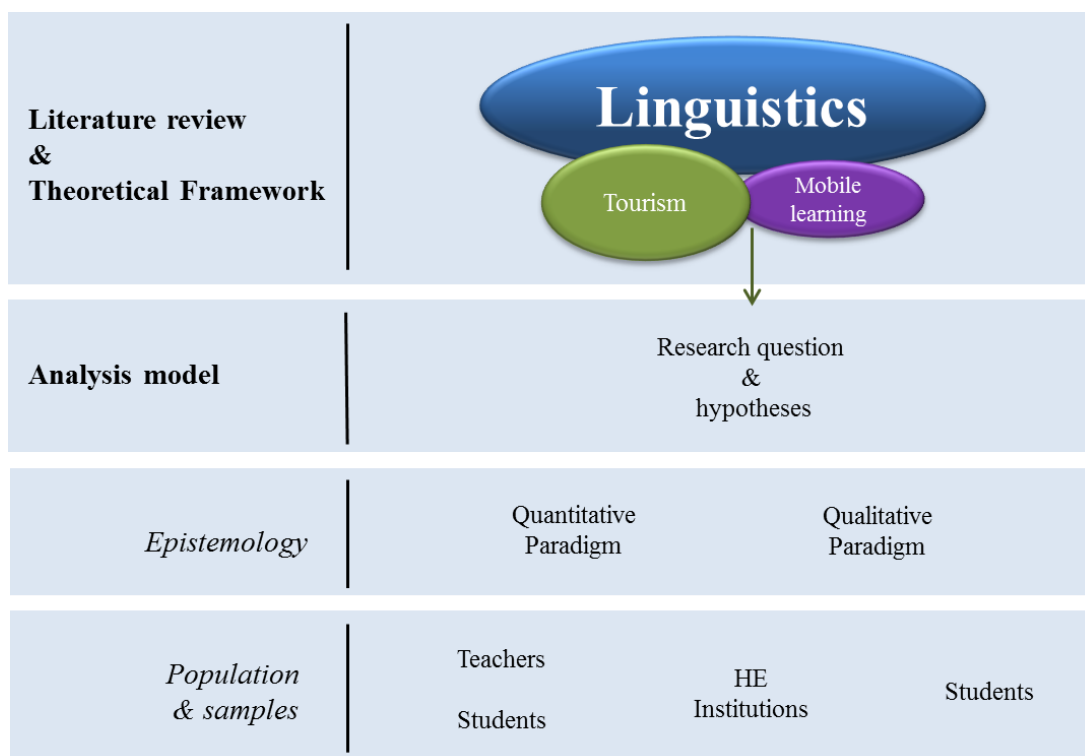 Literature review
&
Theoretical Framework
Linguistics
Tourism
Mobile
learning
Analysis model
Research question
&
hypotheses
Epistemology
Quantitative
Paradigm
Qualitative
Paradigm
Population
& samples
Teachers
Students
HE
Institutions
Students